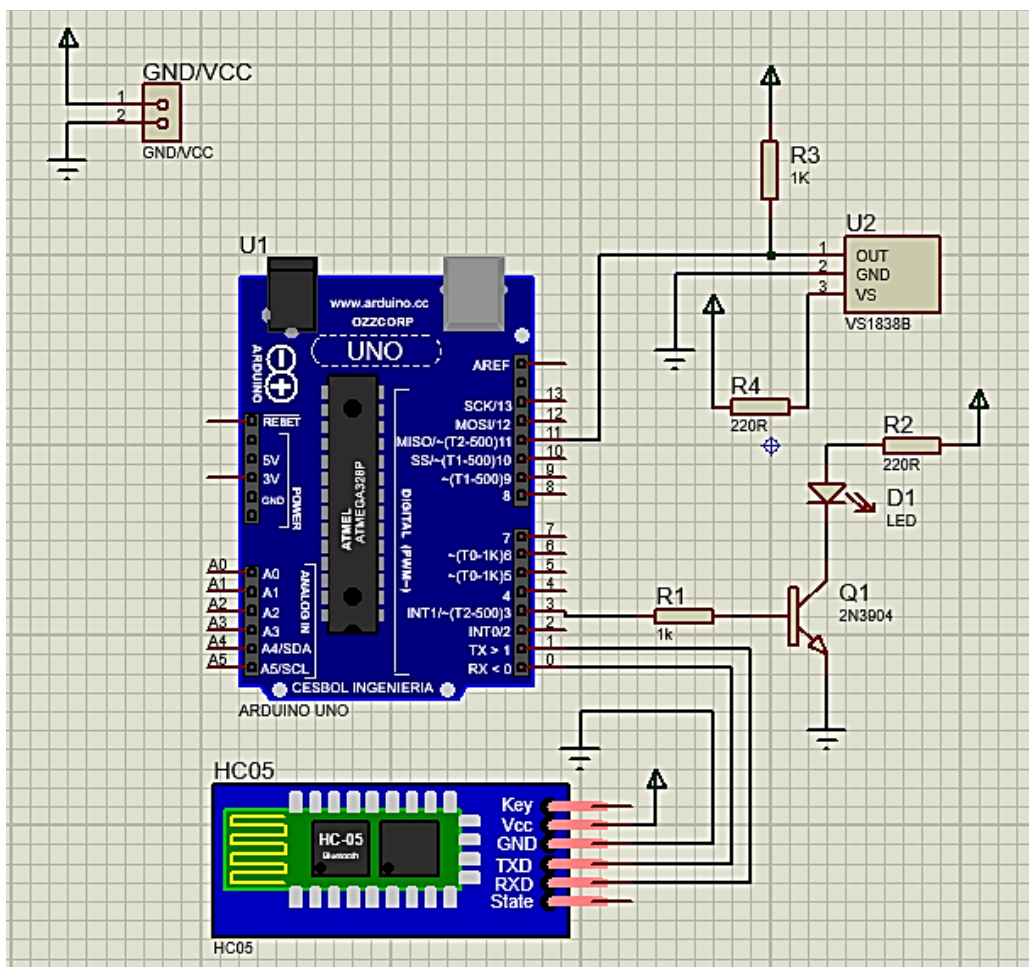 GND/VCC
1
2
GND/VCC
R3
1K
U2
1 OUT
2 GND
3 VS
VS1838B
R4
220R
R2
220R
D1
LED
Q1
2N3904
R1
1k
U1
www.arduino.cc
OZZCORP
UNO
ARDUINO
AREF
SCK/13 13
MOSI/12 12
MISO/~(T2-500)11 11
SS/~(T1-500)10 10
~(T1-500)9 9
8 8
7 7
~(T0-1K)6 6
~(T0-1K)5 5
4 4
INT1/~(T2-500)3 3
INT0/2 2
TX > 1 1
RX < 0 0
RESET
5V
3V
GND
POWER
ATMEL
ATMEGA328P
DIGITAL (PWM~)
ANALOG IN
A0 A0
A1 A1
A2 A2
A3 A3
A4 A4/SDA
A5 A5/SCL
CESBOL INGENIERIA
ARDUINO UNO
HC05
HC-05
Bluetooth
Key
Vcc
GND
TXD
RXD
State
HC05